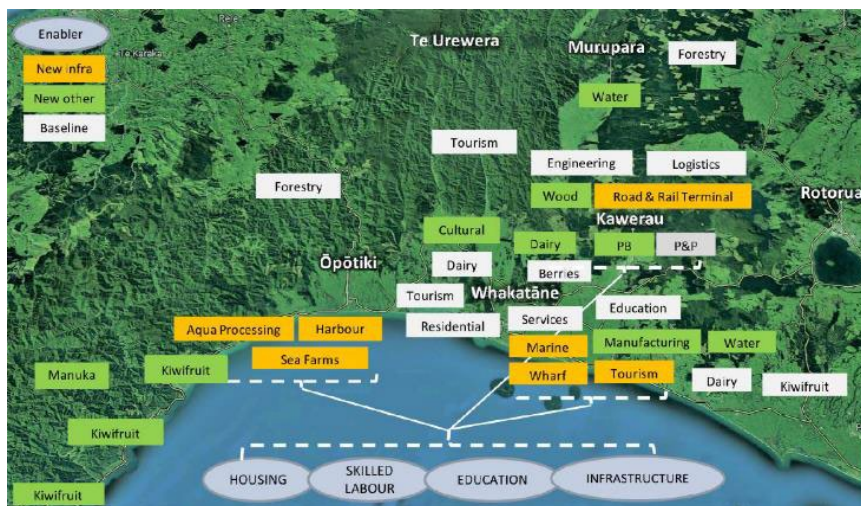 Enabler
New infra
New other
Baseline
Te Urewera
Murupara
Forestry
Water
Tourism
Engineering
Logistics
Forestry
Wood
Road & Rail Terminal
Rotorua
Kawerau
Cultural
Dairy
PB
P&P
Ōpōtiki
Dairy
Berries
Tourism
Whakatāne
Education
Aqua Processing
Harbour
Residential
Services
Sea Farms
Marine
Manufacturing
Water
Manuka
Kiwifruit
Wharf
Tourism
Dairy
Kiwifruit
Kiwifruit
Kiwifruit
HOUSING
SKILLED
LABOUR
EDUCATION
INFRASTRUCTURE